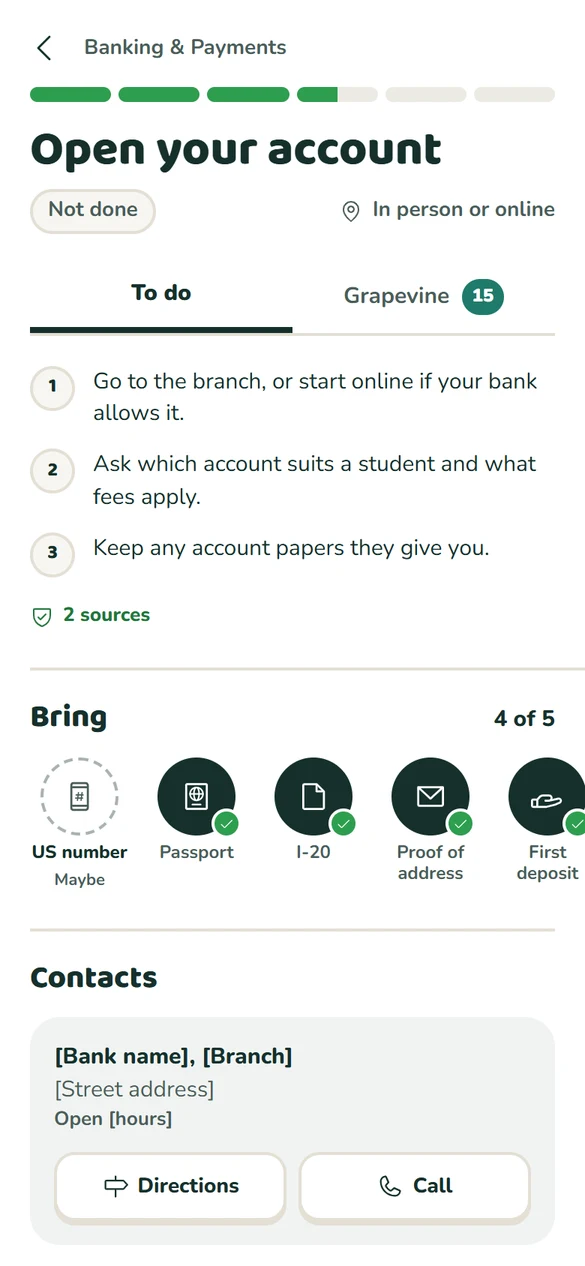 Banking & Payments
Open your account
Not done
In person or online
To do
Grapevine 15
1 Go to the branch, or start online if your bank
allows it.
2 Ask which account suits a student and what
fees apply.
3 Keep any account papers they give you.
2 sources
Bring
4 of 5
#
US number
Maybe
Passport
I-20
Proof of
address
First
deposit
Contacts
[Bank name], [Branch]
[Street address]
Open [hours]
Directions
Call